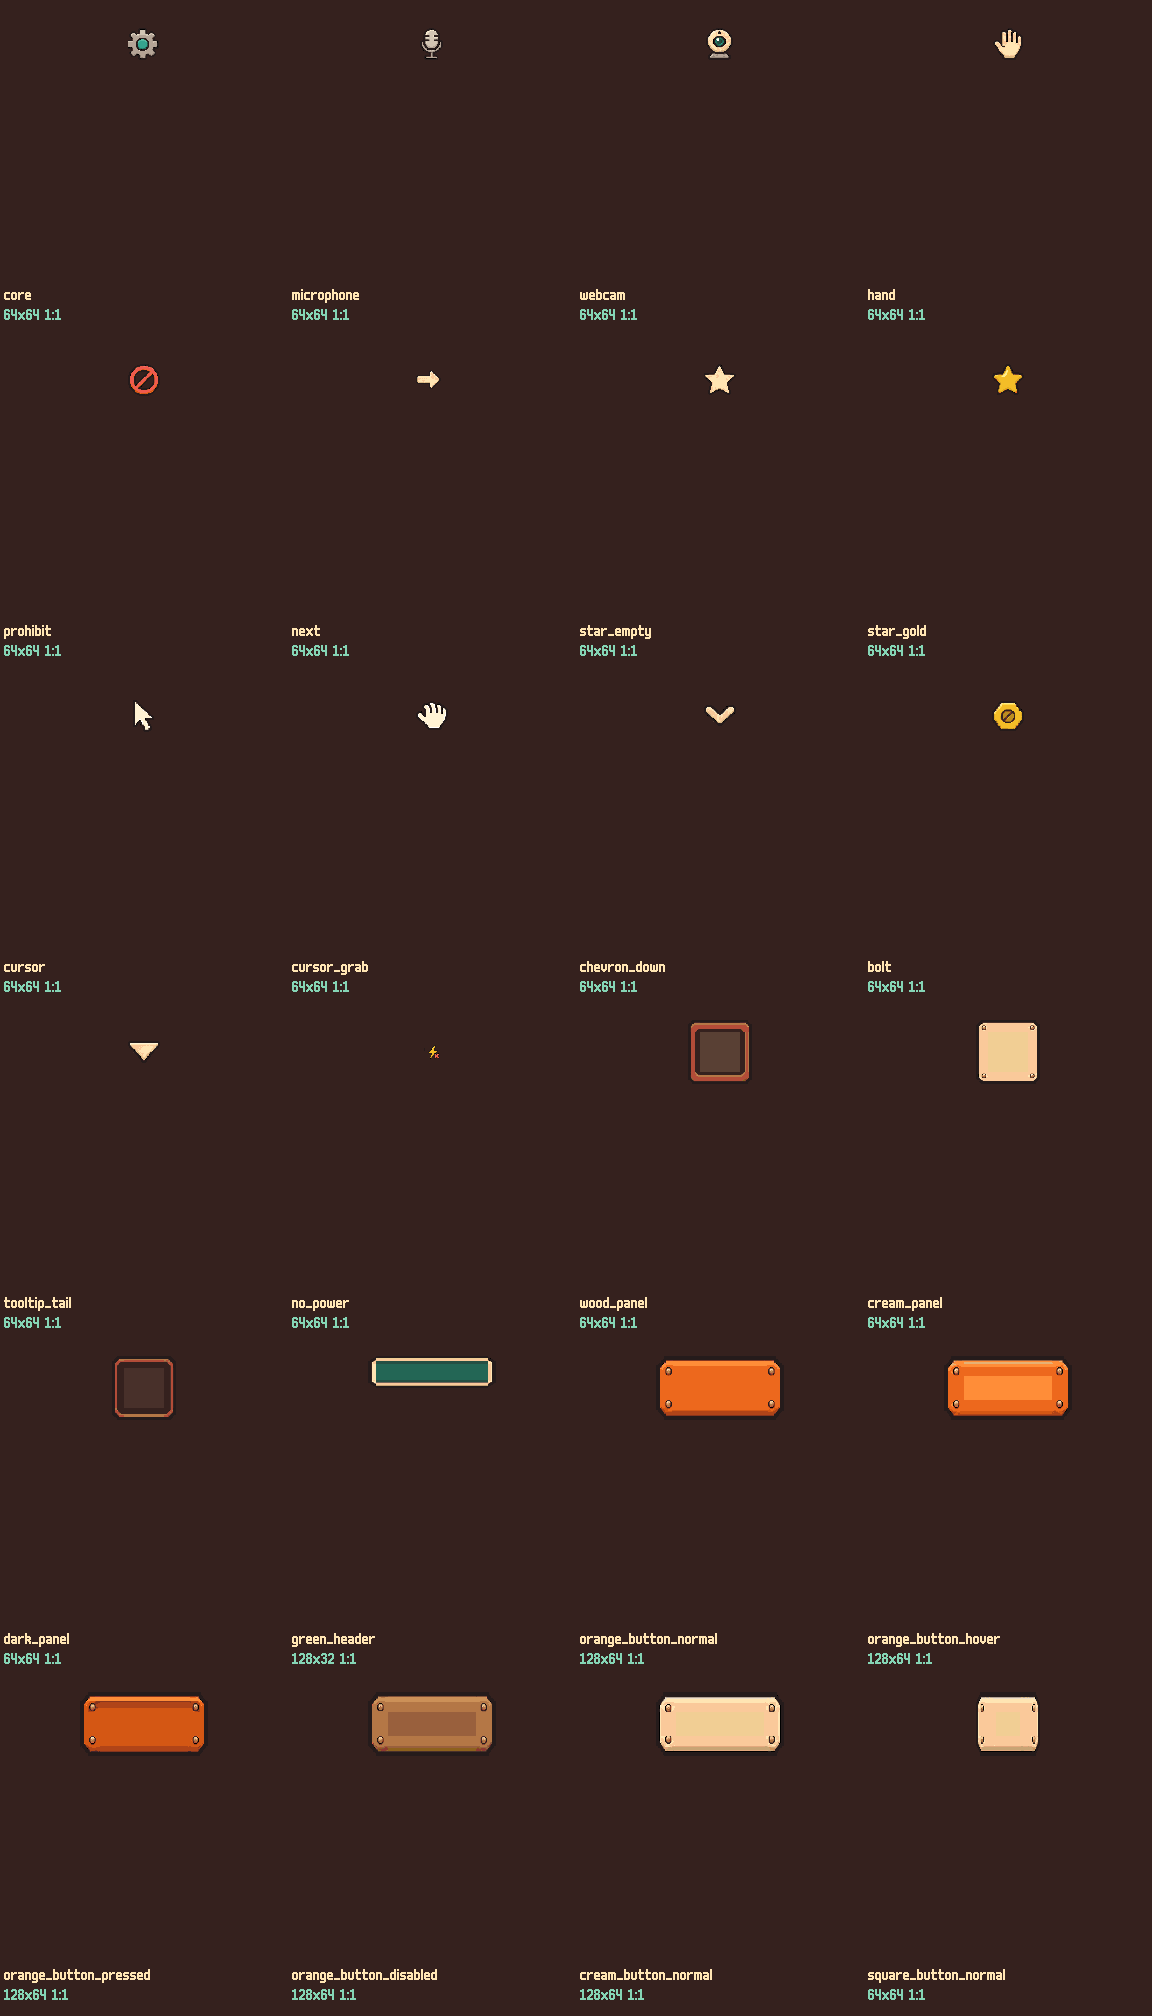 core
64x64 1:1
microphone
64x64 1:1
webcam
64x64 1:1
hand
64x64 1:1
prohibit
64x64 1:1
next
64x64 1:1
star_empty
64x64 1:1
star_gold
64x64 1:1
cursor
64x64 1:1
cursor_grab
64x64 1:1
chevron_down
64x64 1:1
bolt
64x64 1:1
tooltip_tail
64x64 1:1
no_power
64x64 1:1
wood_panel
64x64 1:1
cream_panel
64x64 1:1
dark_panel
64x64 1:1
green_header
128x32 1:1
orange_button_normal
128x64 1:1
orange_button_hover
128x64 1:1
orange_button_pressed
128x64 1:1
orange_button_disabled
128x64 1:1
cream_button_normal
128x64 1:1
square_button_normal
64x64 1:1